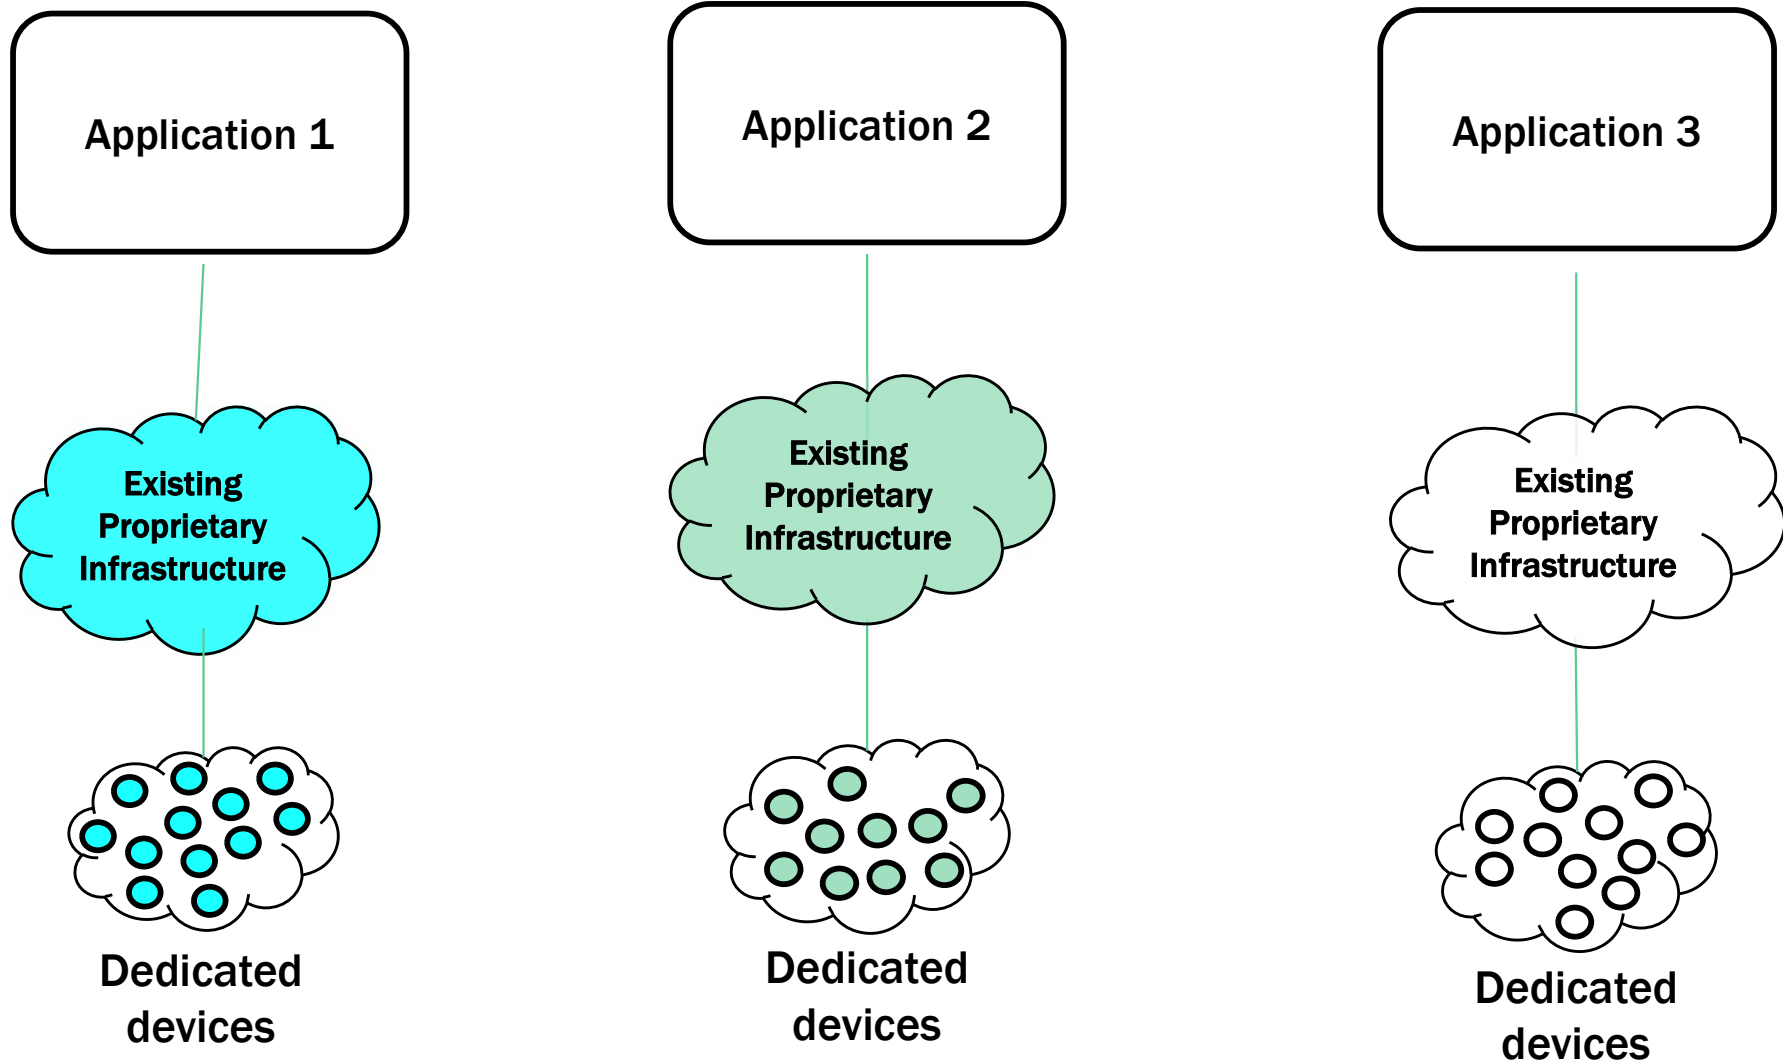 Application 1
Application 2
Application 3
Existing
Proprietary
Infrastructure
Existing
Proprietary
Infrastructure
Existing
Proprietary
Infrastructure
Dedicated
devices
Dedicated
devices
Dedicated
devices